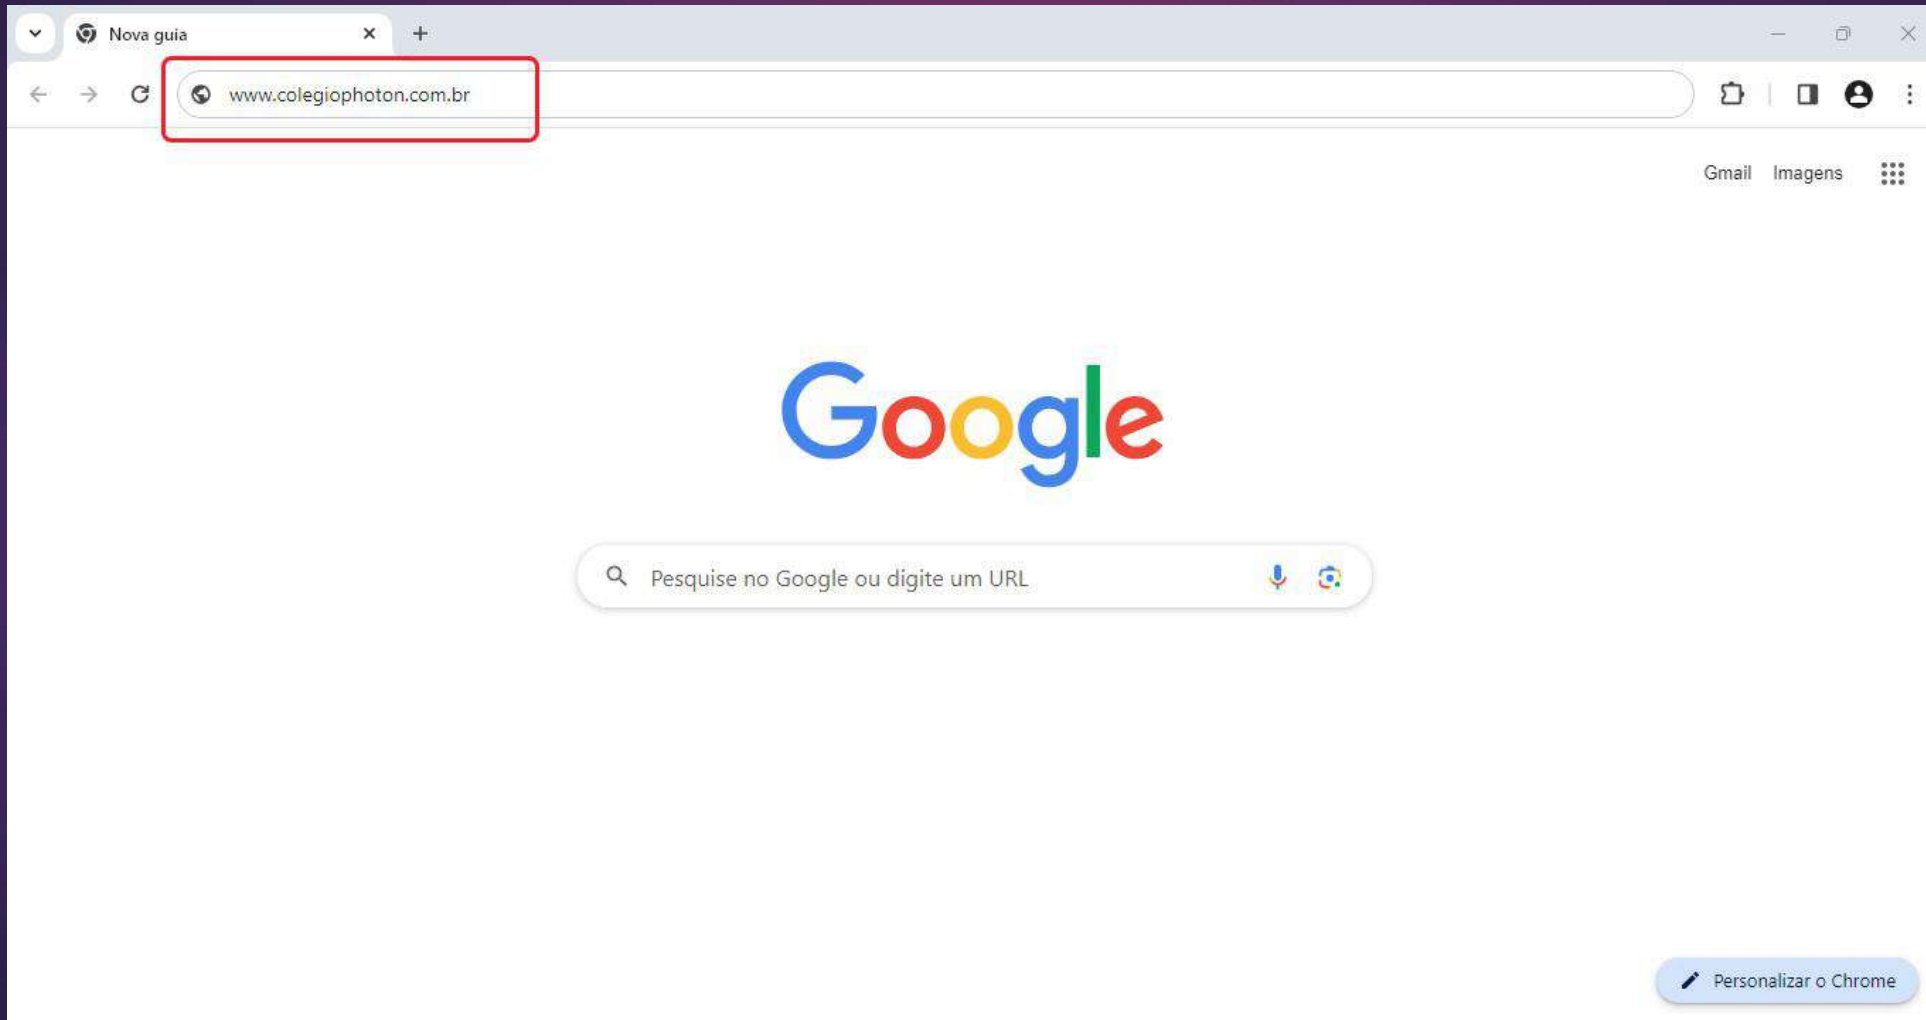 Nova guia
www.colegiophoton.com.br
Gmail Imagens
Google
Pesquise no Google ou digite um URL
Personalizar o Chrome